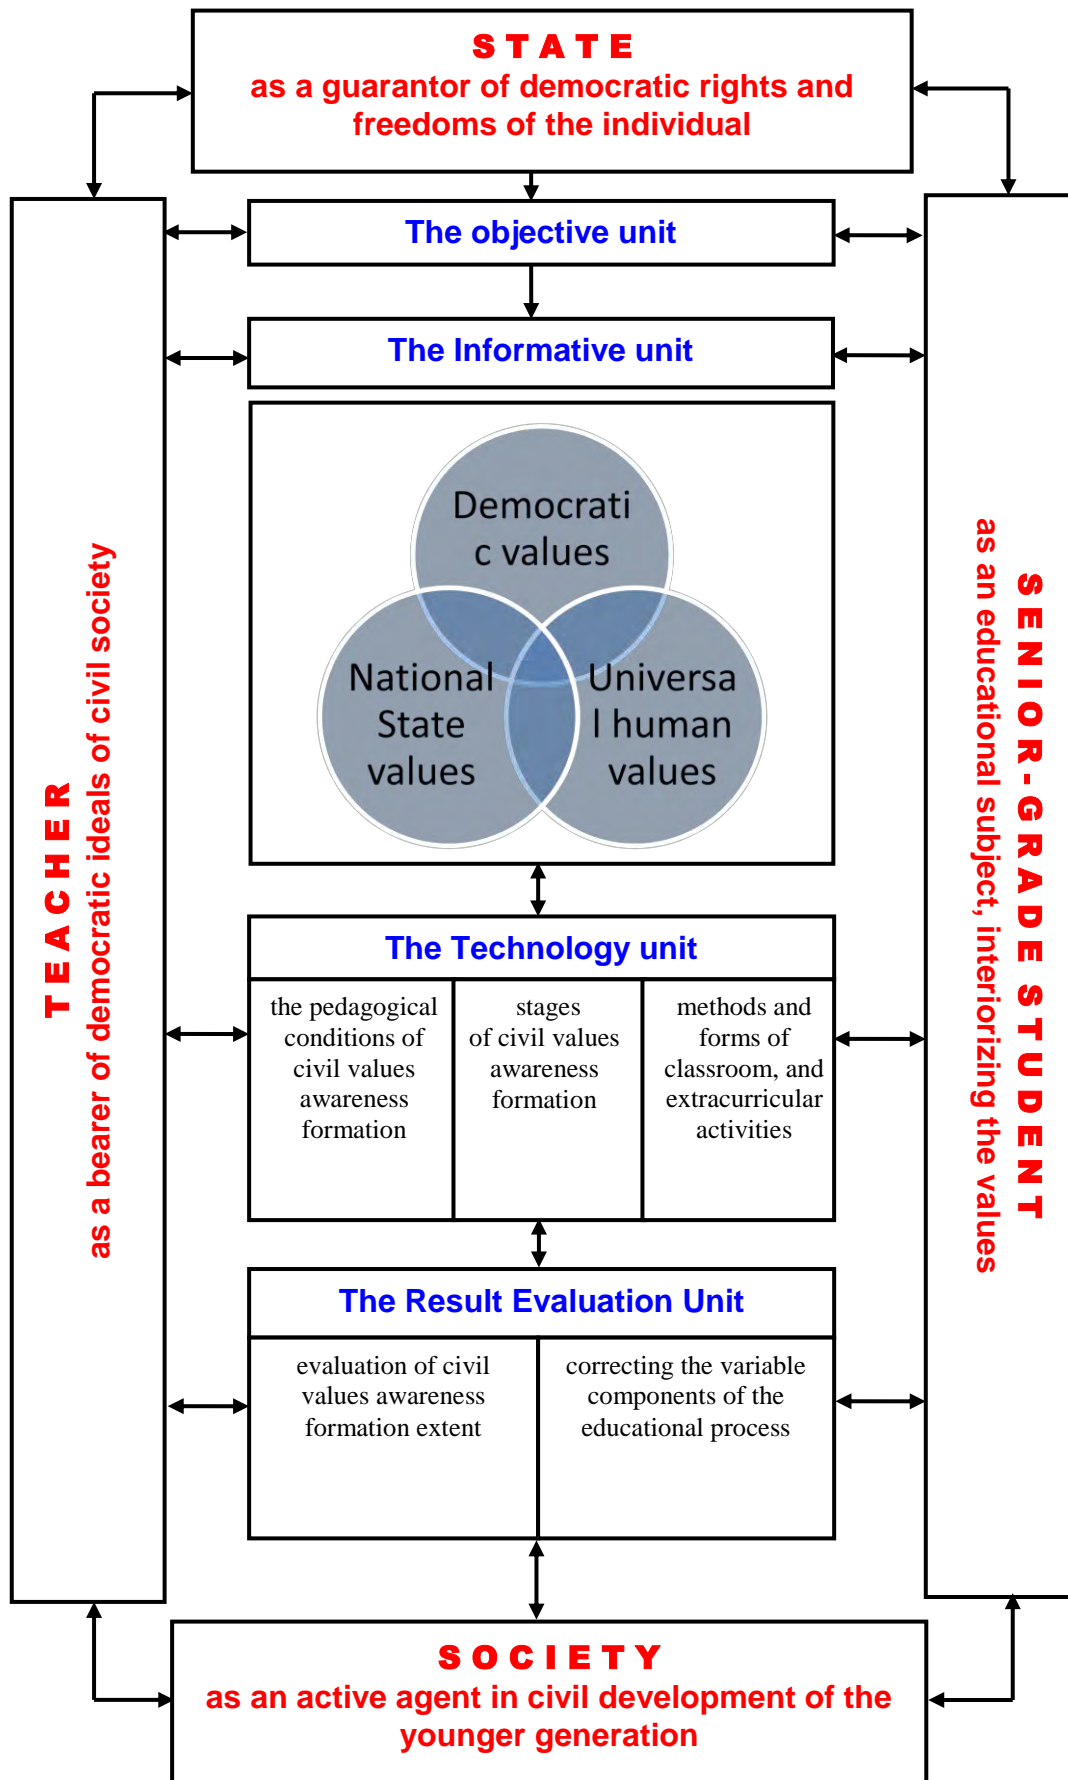 STATE
as a guarantor of democratic rights and
freedoms of the individual
The objective unit
The Informative unit
Democrati
c values
National
State
values
Universa
l human
values
TEACHER
as a bearer of democratic ideals of civil society
SENIOR-GRADE STUDENT
as an educational subject, interiorizing the values
The Technology unit
the pedagogical
conditions of
civil values
awareness
formation
stages
of civil values
awareness
formation
methods and
forms of
classroom, and
extracurricular
activities
The Result Evaluation Unit
evaluation of civil
values awareness
formation extent
correcting the variable
components of the
educational process
SOCIETY
as an active agent in civil development of the
younger generation